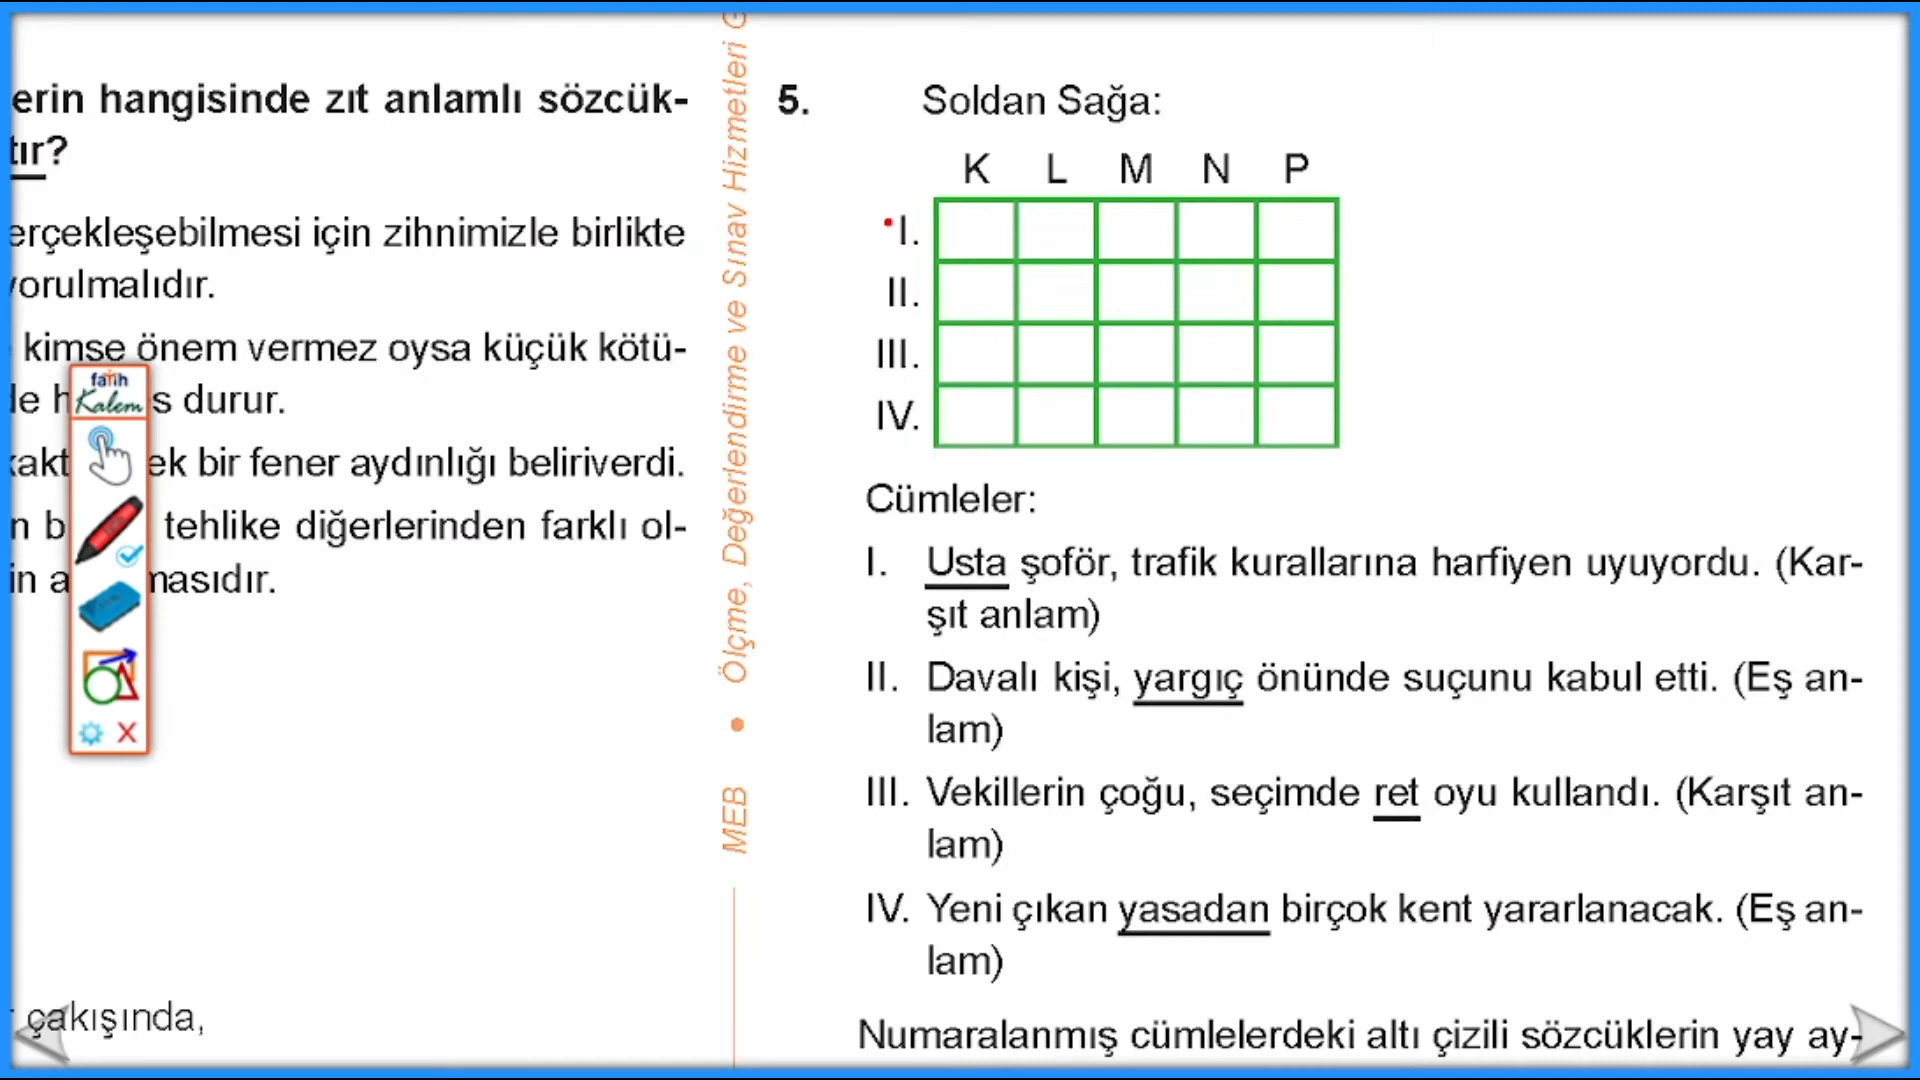 erin hangisinde zıt anlamlı sözcük-
tır?
erçekleşebilmesi için zihnimizle birlikte
yorulmalıdır.
kimse önem vermez oysa küçük kötü-
durur.
bir fener aydınlığı beliriverdi.
tehlike diğerlerinden farklı ol-
masıdır.
çakışında,
fatih
Kalem
MEB • Ölçme, Değerlendirme ve Sınav Hizmetleri G
5. Soldan Sağa:
K L M N P
I.
II.
III.
IV.
Cümleler:
I. Usta şoför, trafik kurallarına harfiyen uyuyordu. (Kar-
şıt anlam)
II. Davalı kişi, yargıç önünde suçunu kabul etti. (Eş an-
lam)
III. Vekillerin çoğu, seçimde ret oyu kullandı. (Karşıt an-
lam)
IV. Yeni çıkan yasadan birçok kent yararlanacak. (Eş an-
lam)
Numaralanmış cümlelerdeki altı çizili sözcüklerin yay ay-